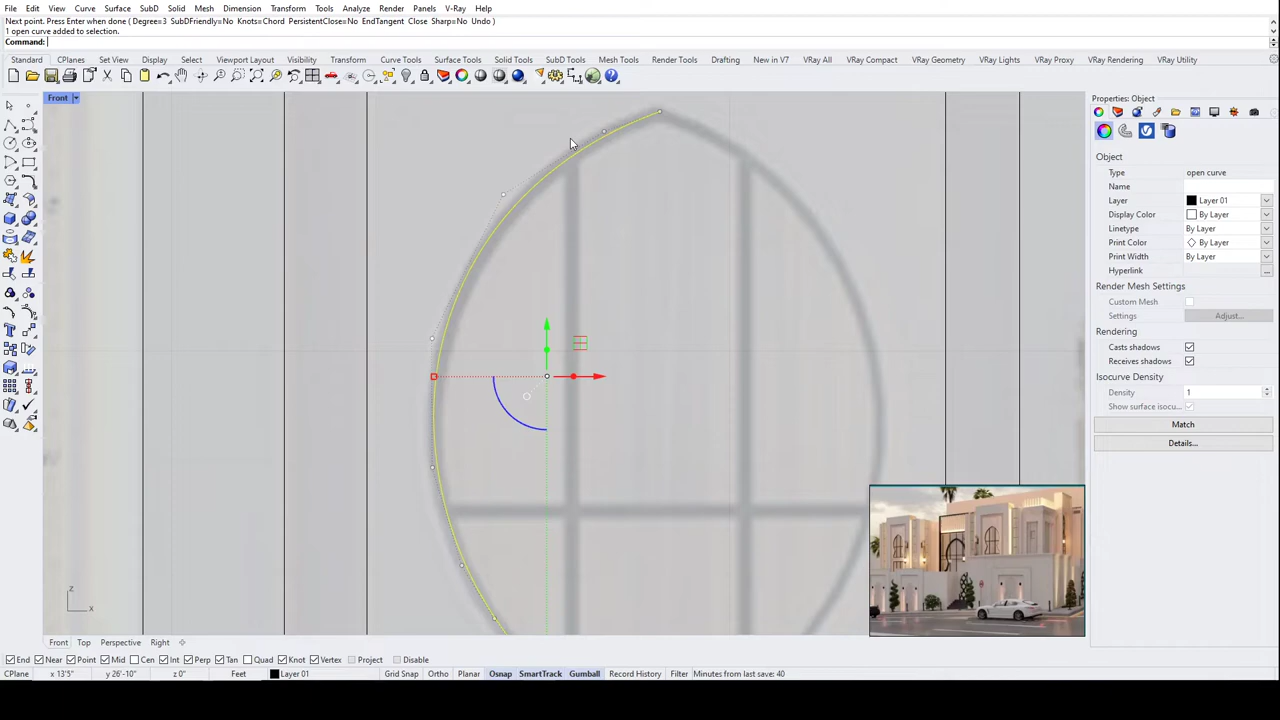 File Edit View Curve Surface SubD Solid Mesh Dimension Transform Tools Analyze Render Panels V-Ray Help
Next point. Press Enter when done ( Degree=3 SubDFriendly=No Knots=Chord PersistentClose=No EndTangent Close Sharp=No Undo )
1 open curve added to selection.
Command:
Standard CPlanes Set View Display Select Viewport Layout Visibility Transform Curve Tools Surface Tools Solid Tools SubD Tools Mesh Tools Render Tools Drafting New in V7 VRay All VRay Compact VRay Geometry VRay Proxy VRay Rendering VRay Lights VRay Utility
Front
Properties: Object
Object
Type open curve
Name
Layer Layer 01
Display Color By Layer
Linetype By Layer
Print Color By Layer
Print Width By Layer
Hyperlink ...
Render Mesh Settings
Custom Mesh
Settings Adjust...
Rendering
Casts shadows
Receives shadows
Isocurve Density
Density 1
Show surface isocu...
Match
Details...
z
x
Front Top Perspective Right
End Near Point Mid Cen Int Perp Tan Quad Knot Vertex Project Disable
CPlane x 13'5" y 26'-10" z 0" Feet Layer 01 Grid Snap Ortho Planar Osnap SmartTrack Gumball Record History Filter Minutes from last save: 40